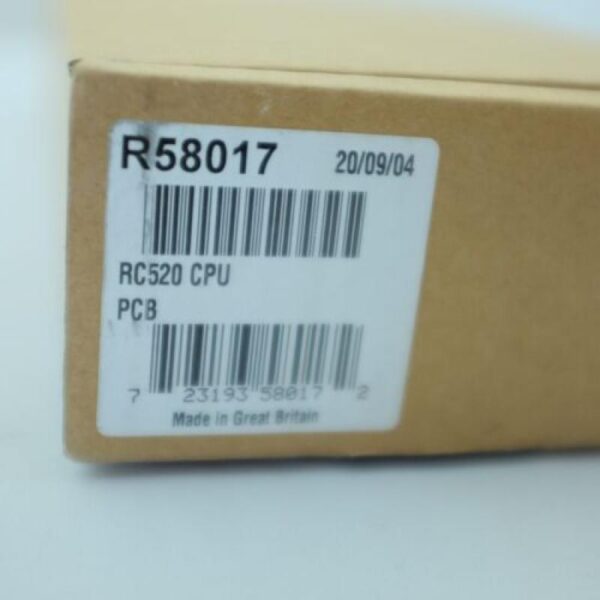 R58017 20/09/04
RC520 CPU
PCB
7 23193 58017 2
Made in Great Britain